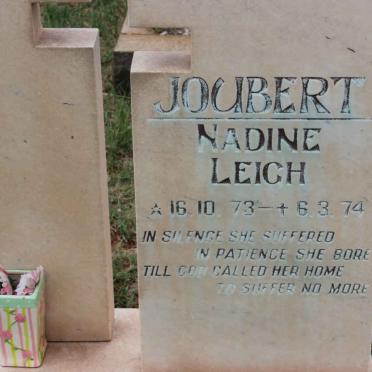 JOUBERT
NADINE
LEIGH
☆ 16.10.73 — ✝ 6.3.74
IN SILENCE SHE SUFFERED
IN PATIENCE SHE BORE
TILL GOD CALLED HER HOME
TO SUFFER NO MORE